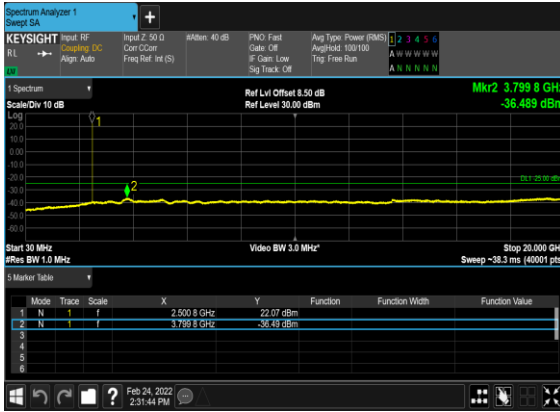 Spectrum Analyzer 1
Swept SA
+
KEYSIGHT Input: RF Input Z: 50 Ω #Atten: 40 dB PNO: Fast Avg Type: Power (RMS) 1 2 3 4 5 6
RL Coupling: DC Corr CCorr Gate: Off Avg|Hold: 100/100 A W W W W W
Align: Auto Freq Ref: Int (S) IF Gain: Low Trig: Free Run
Sig Track: Off A N N N N N
1 Spectrum Ref Lvl Offset 8.50 dB Mkr2 3.799 8 GHz
Scale/Div 10 dB Ref Level 30.00 dBm -36.489 dBm
Log
20.0 1
10.0
0.00
-10.0
-20.0 DL1 25.00 dBm
-30.0 2
-40.0
-50.0
-60.0
Start 30 MHz Video BW 3.0 MHz* Stop 20.000 GHz
#Res BW 1.0 MHz Sweep ~38.3 ms (40001 pts
5 Marker Table
Mode Trace Scale X Y Function Function Width Function Value
1 N 1 f 2.500 8 GHz 22.07 dBm
2 N 1 f 3.799 8 GHz -36.49 dBm
3
4
5
6
? Feb 24, 2022
2:31:44 PM